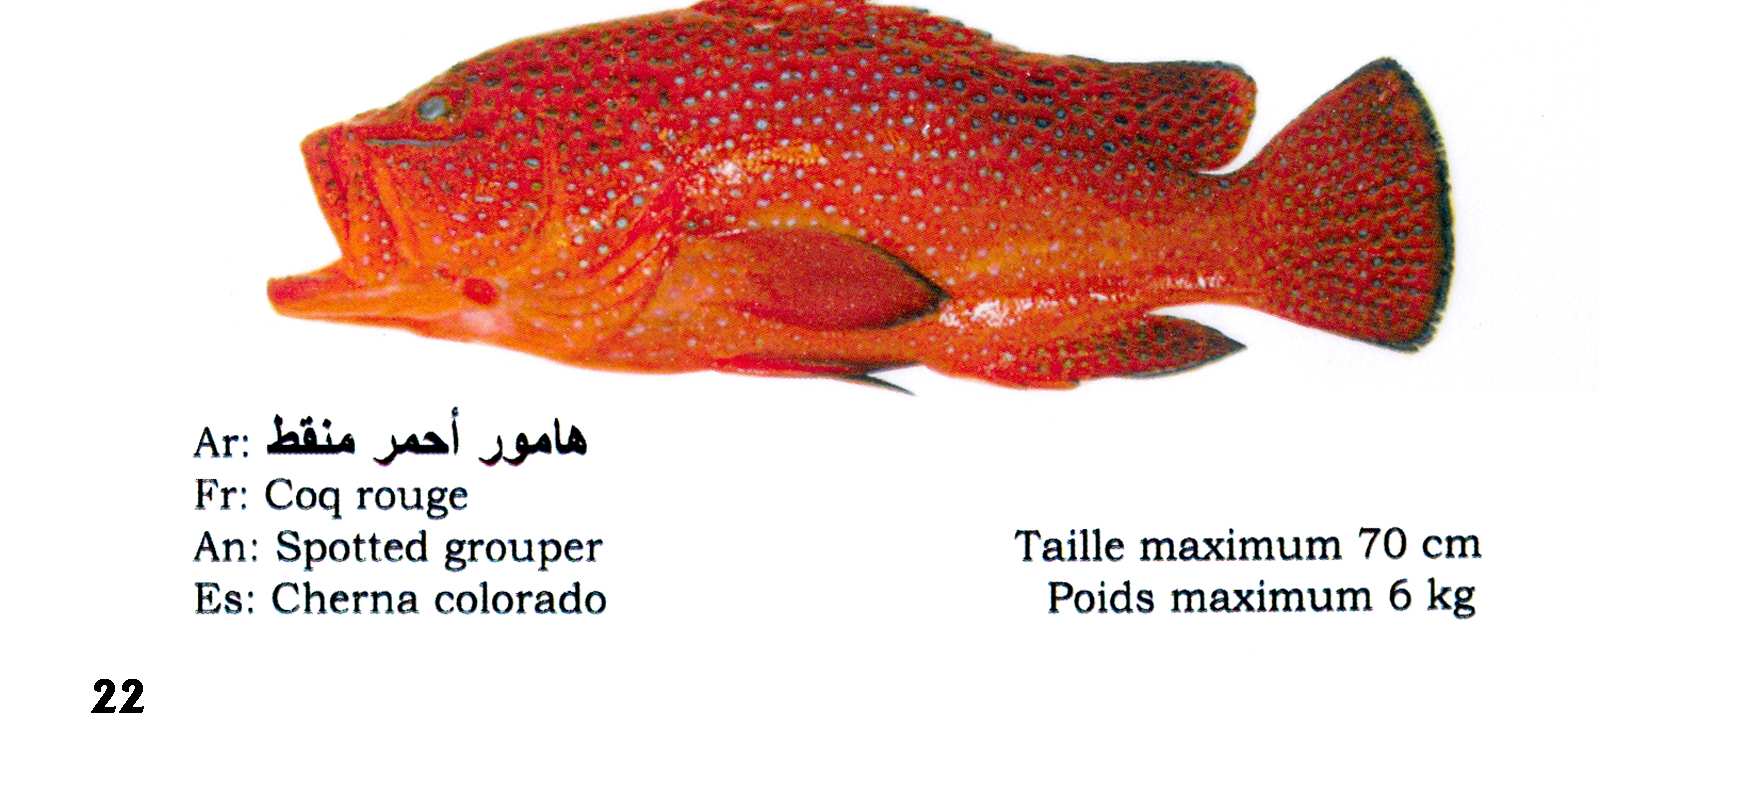 Ar: هامور أحمر منقط
Fr: Coq rouge
An: Spotted grouper
Es: Cherna colorado
Taille maximum 70 cm
Poids maximum 6 kg
22